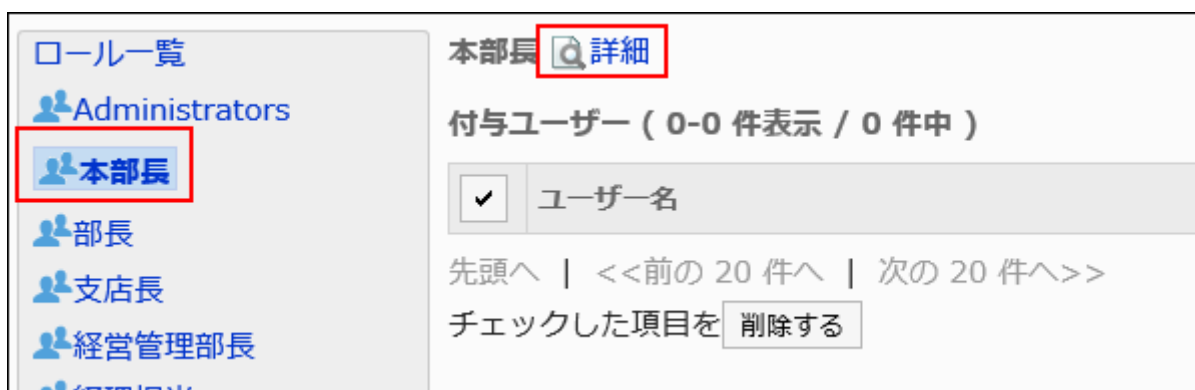 ロール一覧
Administrators
本部長
部長
支店長
経営管理部長
本部長 詳細
付与ユーザー ( 0-0 件表示 / 0 件中 )
ユーザー名
先頭へ | <<前の 20 件へ | 次の 20 件へ>>
チェックした項目を 削除する